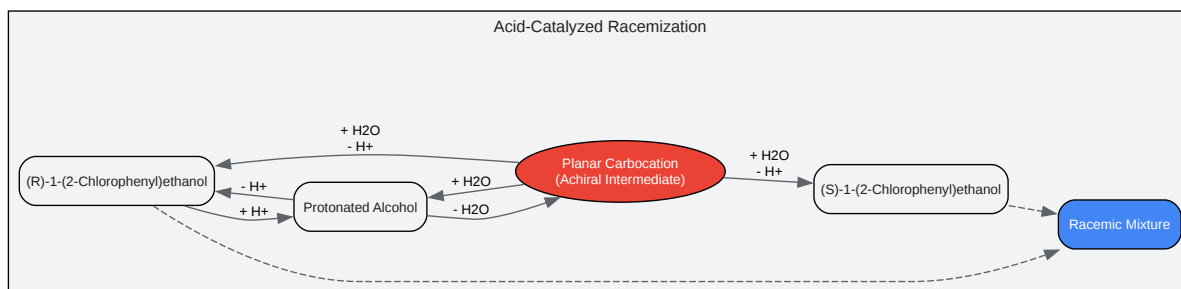 Acid-Catalyzed Racemization
+ H2O
- H+
(R)-1-(2-Chlorophenyl)ethanol
- H+
+ H+
Protonated Alcohol
+ H2O
- H2O
Planar Carbocation
(Achiral Intermediate)
+ H2O
- H+
(S)-1-(2-Chlorophenyl)ethanol
Racemic Mixture